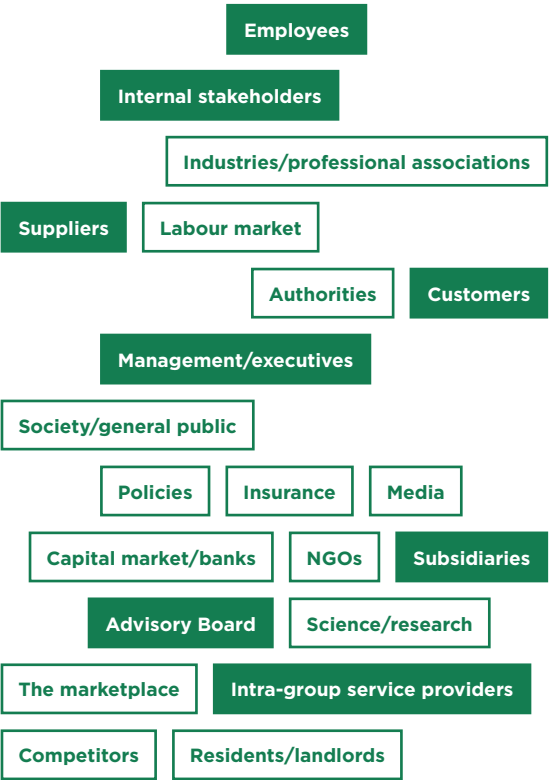 Employees
Internal stakeholders
Industries/professional associations
Suppliers Labour market
Authorities Customers
Management/executives
Society/general public
Policies Insurance Media
Capital market/banks NGOs Subsidiaries
Advisory Board Science/research
The marketplace Intra-group service providers
Competitors Residents/landlords